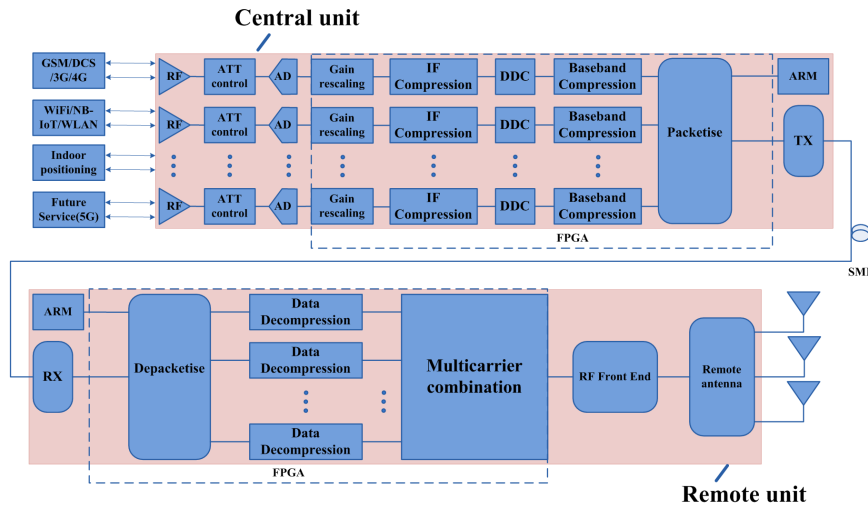 Central unit
GSM/DCS
/3G/4G
RF
ATT
control
AD
Gain
rescaling
IF
Compression
DDC
Baseband
Compression
ARM
WiFi/NB-
IoT/WLAN
RF
ATT
control
AD
Gain
rescaling
IF
Compression
DDC
Baseband
Compression
Packetise
TX
Indoor
positioning
Future
Service(5G)
RF
ATT
control
AD
Gain
rescaling
IF
Compression
DDC
Baseband
Compression
FPGA
ARM
Data
Decompression
RX
Depacketise
Data
Decompression
Multicarrier
combination
RF Front End
Remote
antenna
Data
Decompression
FPGA
Remote unit